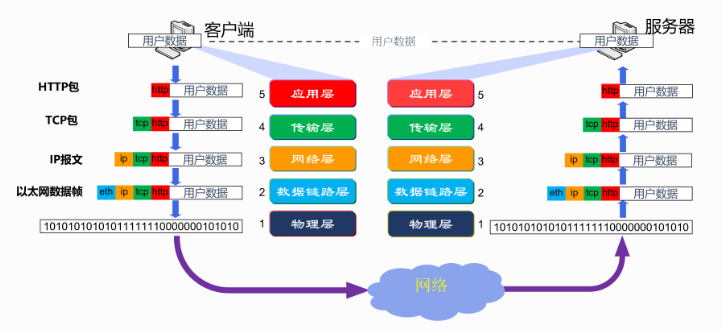 客户端
服务器
用户数据
用户数据
用户数据
HTTP包
http 用户数据
5 应用层
应用层 5
http 用户数据
TCP包
tcp http 用户数据
4 传输层
传输层 4
tcp http 用户数据
IP报文
ip tcp http 用户数据
3 网络层
网络层 3
ip tcp http 用户数据
以太网数据帧
eth ip tcp http 用户数据
2 数据链路层
数据链路层 2
eth ip tcp http 用户数据
1010101010101111111000000010​1010
1 物理层
物理层 1
1010101010101111111000000010​1010
网络